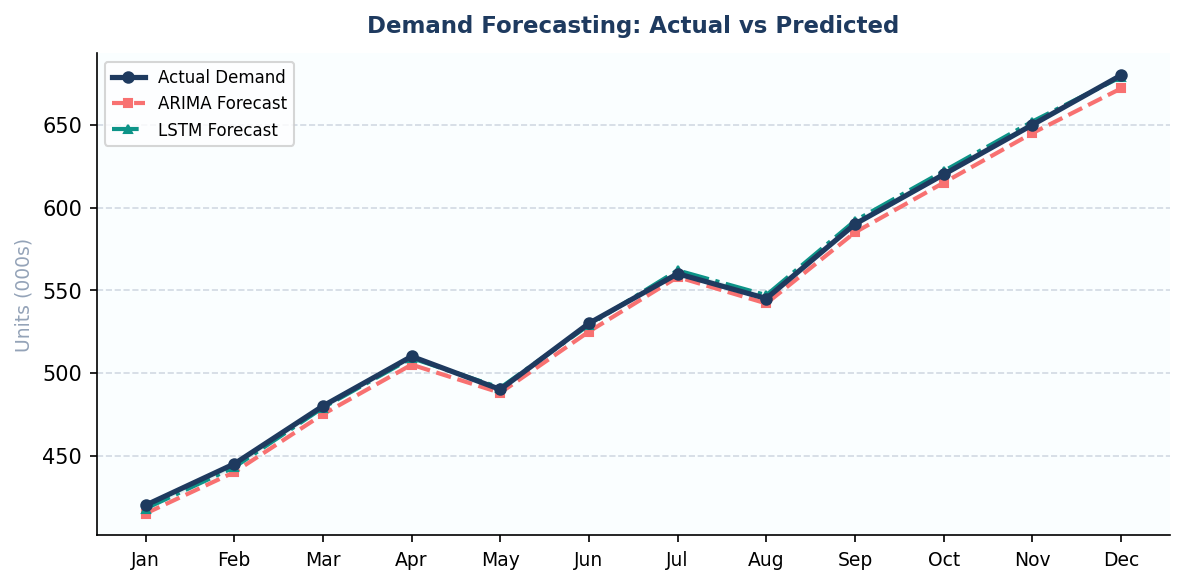 Demand Forecasting: Actual vs Predicted
Actual Demand
ARIMA Forecast
LSTM Forecast
Units (000s)
650
600
550
500
450
Jan Feb Mar Apr May Jun Jul Aug Sep Oct Nov Dec